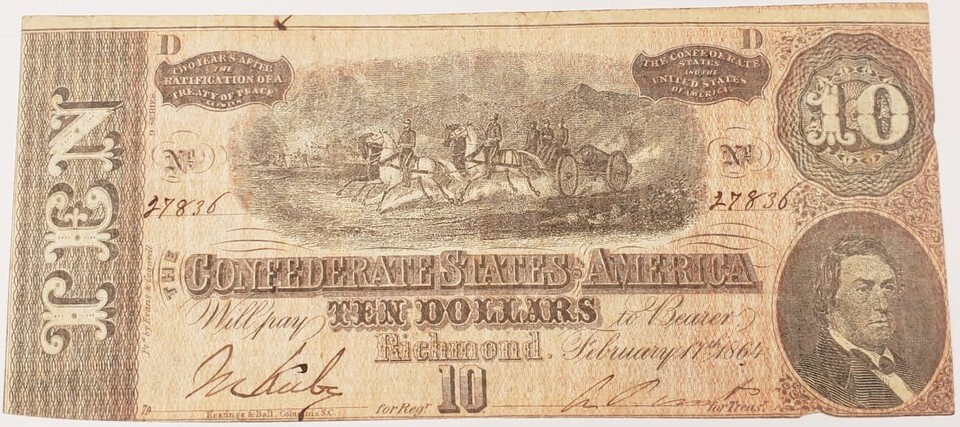 D
D
TWO YEARS AFTER
THE
RATIFICATION OF A
TREATY OF PEACE
THE CONFEDERATE
STATES
AND THE
UNITED STATES
OF AMERICA
10
TEN
D SERIES
No
No
27836
27836
THE
CONFEDERATE STATES OF AMERICA
Will pay TEN DOLLARS to Bearer
Richmond. February 17th 1864
10
for Regr.
for Treasr.
Keatinge & Ball, Columbia S.C.